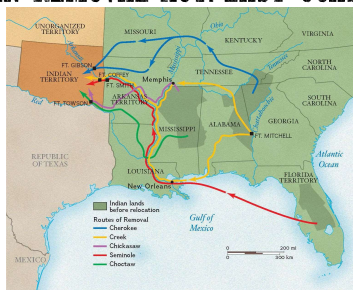 UNORGANIZED
TERRITORY
MISSOURI
Ohio
KENTUCKY
VIRGINIA
FT. GIBSON
INDIAN
TERRITORY
FT. COFFEY
FT. SMITH
Memphis
Mississippi
TENNESSEE
Tennessee
NORTH
CAROLINA
Red
FT. TOWSON
ARKANSAS
TERRITORY
SOUTH
CAROLINA
Chattahoochee
GEORGIA
ALABAMA
MISSISSIPPI
FT. MITCHELL
REPUBLIC
OF TEXAS
Atlantic
Ocean
LOUISIANA
New Orleans
FLORIDA
TERRITORY
Gulf of
Mexico
MEXICO
Indian lands
before relocation
Routes of Removal
Cherokee
Creek
Chickasaw
Seminole
Choctaw
0 200 mi
0 300 km